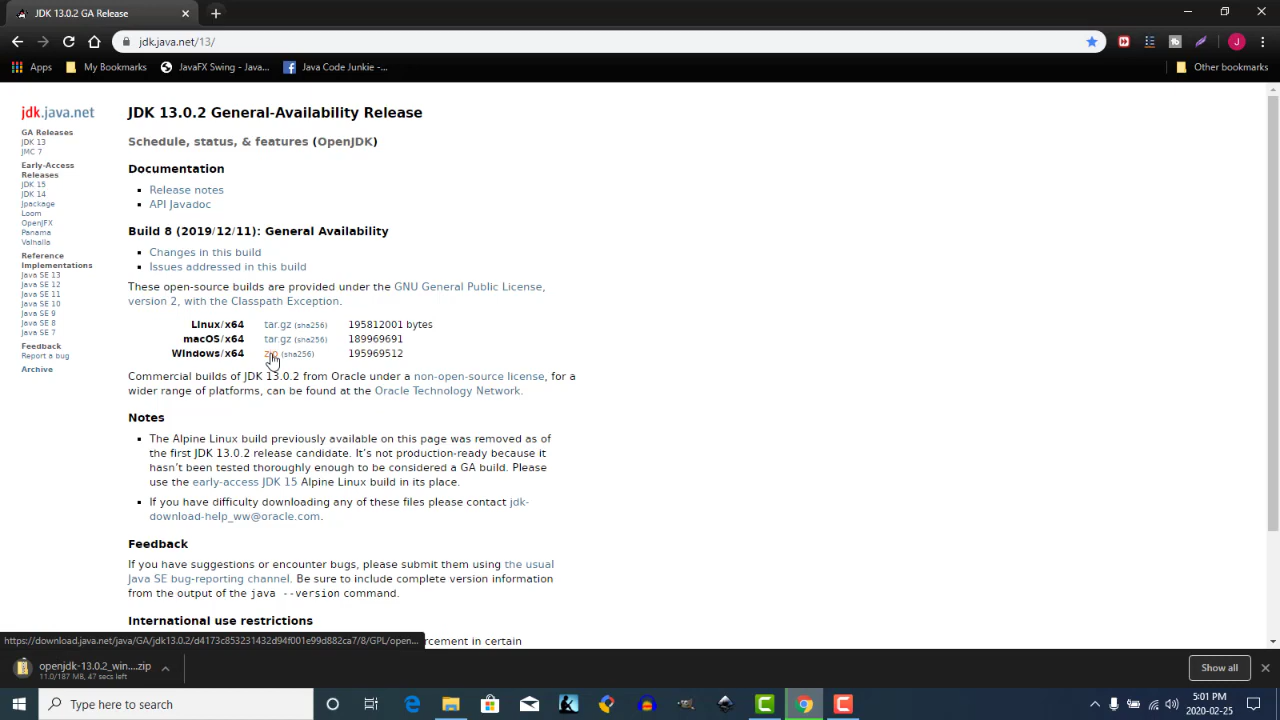 JDK 13.0.2 GA Release
jdk.java.net/13/
Apps My Bookmarks JavaFX Swing - Java... Java Code Junkie -... Other bookmarks
jdk.java.net
GA Releases
JDK 13
JMC 7
Early-Access
Releases
JDK 15
JDK 14
Jpackage
Loom
OpenJFX
Panama
Valhalla
Reference
Implementations
Java SE 13
Java SE 12
Java SE 11
Java SE 10
Java SE 9
Java SE 8
Java SE 7
Feedback
Report a bug
Archive
JDK 13.0.2 General-Availability Release
Schedule, status, & features (OpenJDK)
Documentation
Release notes
API Javadoc
Build 8 (2019/12/11): General Availability
Changes in this build
Issues addressed in this build
These open-source builds are provided under the GNU General Public License,
version 2, with the Classpath Exception.
Linux/x64 tar.gz (sha256) 195812001 bytes
macOS/x64 tar.gz (sha256) 189969691
Windows/x64 zip (sha256) 195969512
Commercial builds of JDK 13.0.2 from Oracle under a non-open-source license, for a
wider range of platforms, can be found at the Oracle Technology Network.
Notes
The Alpine Linux build previously available on this page was removed as of
the first JDK 13.0.2 release candidate. It’s not production-ready because it
hasn’t been tested thoroughly enough to be considered a GA build. Please
use the early-access JDK 15 Alpine Linux build in its place.
If you have difficulty downloading any of these files please contact jdk-
download-help_ww@oracle.com.
Feedback
If you have suggestions or encounter bugs, please submit them using the usual
Java SE bug-reporting channel. Be sure to include complete version information
from the output of the java --version command.
International use restrictions
https://download.java.net/java/GA/jdk13.0.2/d4173c853231432d94f001e99d882ca7/8/GPL/open... rcement in certain
openjdk-13.0.2_win....zip
11.0/187 MB, 47 secs left
Show all
Type here to search
5:01 PM
2020-02-25